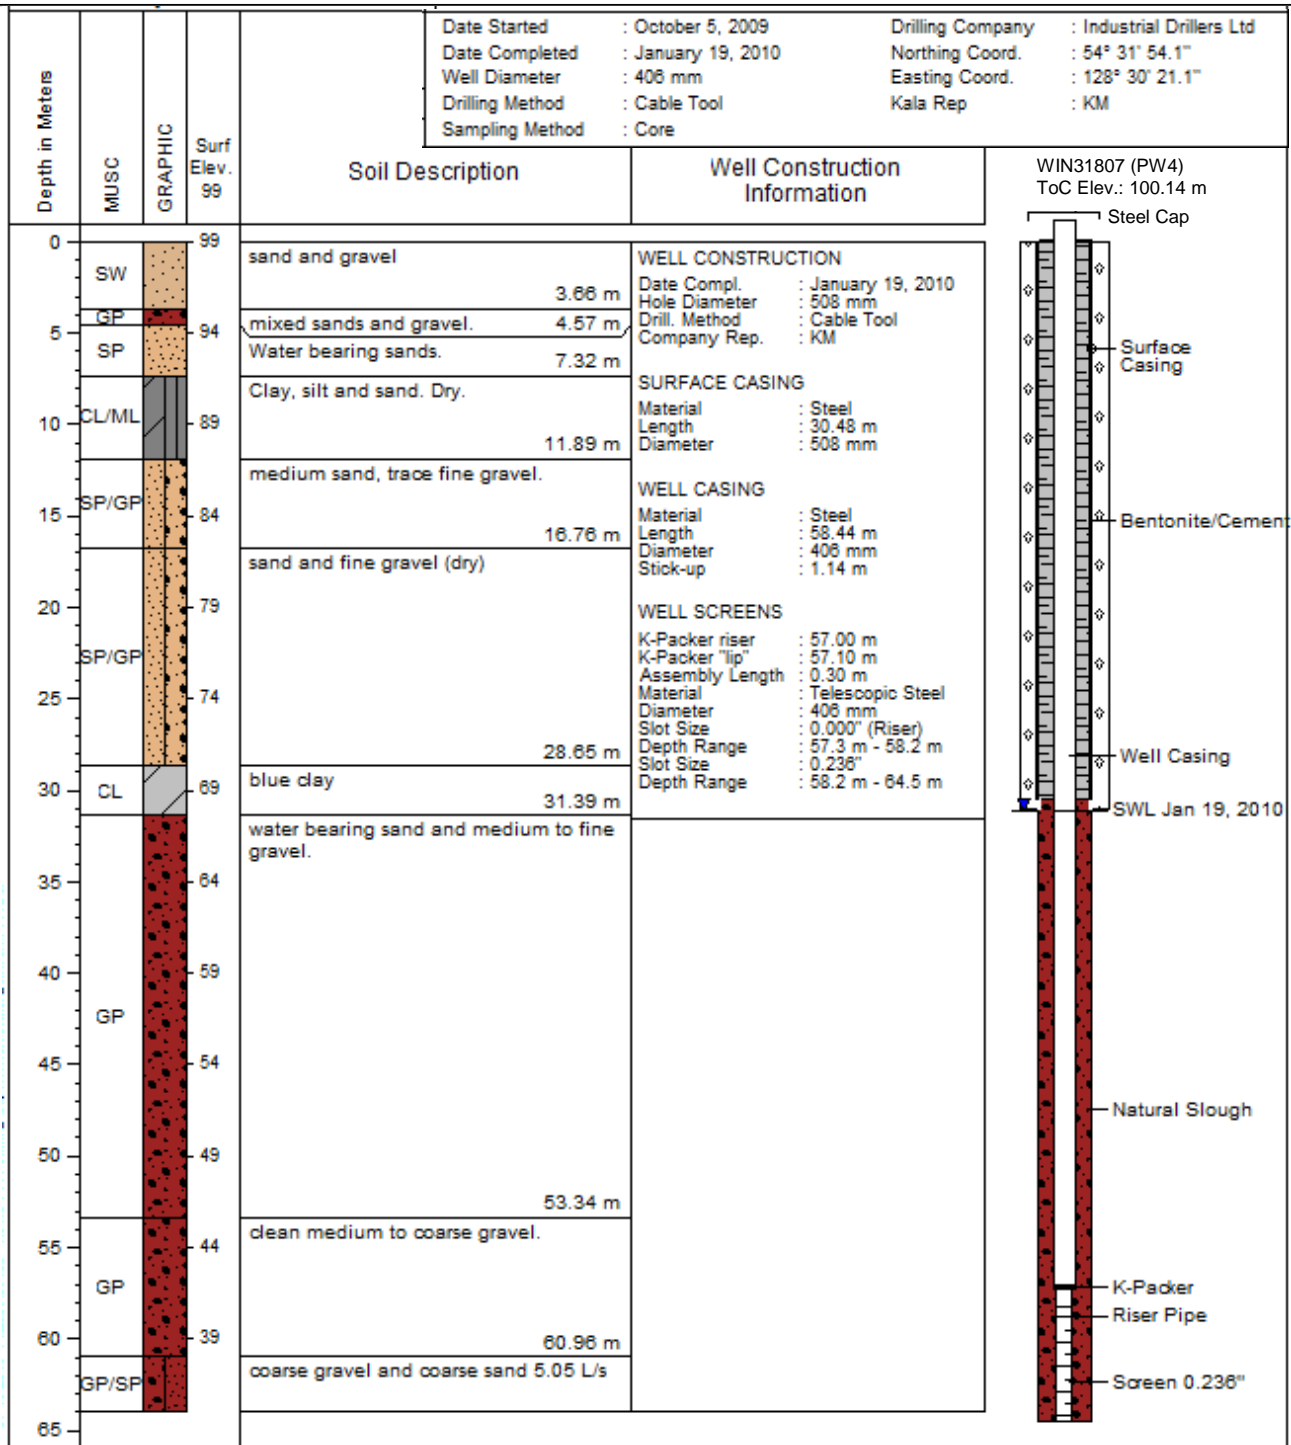 Date Started : October 5, 2009 Drilling Company : Industrial Drillers Ltd
Date Completed : January 19, 2010 Northing Coord. : 54° 31' 54.1"
Well Diameter : 406 mm Easting Coord. : 128° 30' 21.1"
Drilling Method : Cable Tool Kala Rep : KM
Sampling Method : Core
Depth in Meters
MUSC
GRAPHIC
Surf
Elev.
99
Soil Description
Well Construction
Information
WIN31807 (PW4)
ToC Elev.: 100.14 m
Steel Cap
0
5
10
15
20
25
30
35
40
45
50
55
60
65
SW
GP
SP
CL/ML
SP/GP
SP/GP
CL
GP
GP
GP/SP
99
94
89
84
79
74
69
64
59
54
49
44
39
sand and gravel
3.66 m
mixed sands and gravel. 4.57 m
Water bearing sands.
7.32 m
Clay, silt and sand. Dry.
11.89 m
medium sand, trace fine gravel.
16.76 m
sand and fine gravel (dry)
28.65 m
blue clay
31.39 m
water bearing sand and medium to fine
gravel.
53.34 m
clean medium to coarse gravel.
60.96 m
coarse gravel and coarse sand 5.05 L/s
WELL CONSTRUCTION
Date Compl. : January 19, 2010
Hole Diameter : 508 mm
Drill. Method : Cable Tool
Company Rep. : KM
SURFACE CASING
Material : Steel
Length : 30.48 m
Diameter : 508 mm
WELL CASING
Material : Steel
Length : 58.44 m
Diameter : 406 mm
Stick-up : 1.14 m
WELL SCREENS
K-Packer riser : 57.00 m
K-Packer "lip" : 57.10 m
Assembly Length : 0.30 m
Material : Telescopic Steel
Diameter : 406 mm
Slot Size : 0.000" (Riser)
Depth Range : 57.3 m - 58.2 m
Slot Size : 0.236"
Depth Range : 58.2 m - 64.5 m
Surface
Casing
Bentonite/Cement
Well Casing
SWL Jan 19, 2010
Natural Slough
K-Packer
Riser Pipe
Screen 0.236"